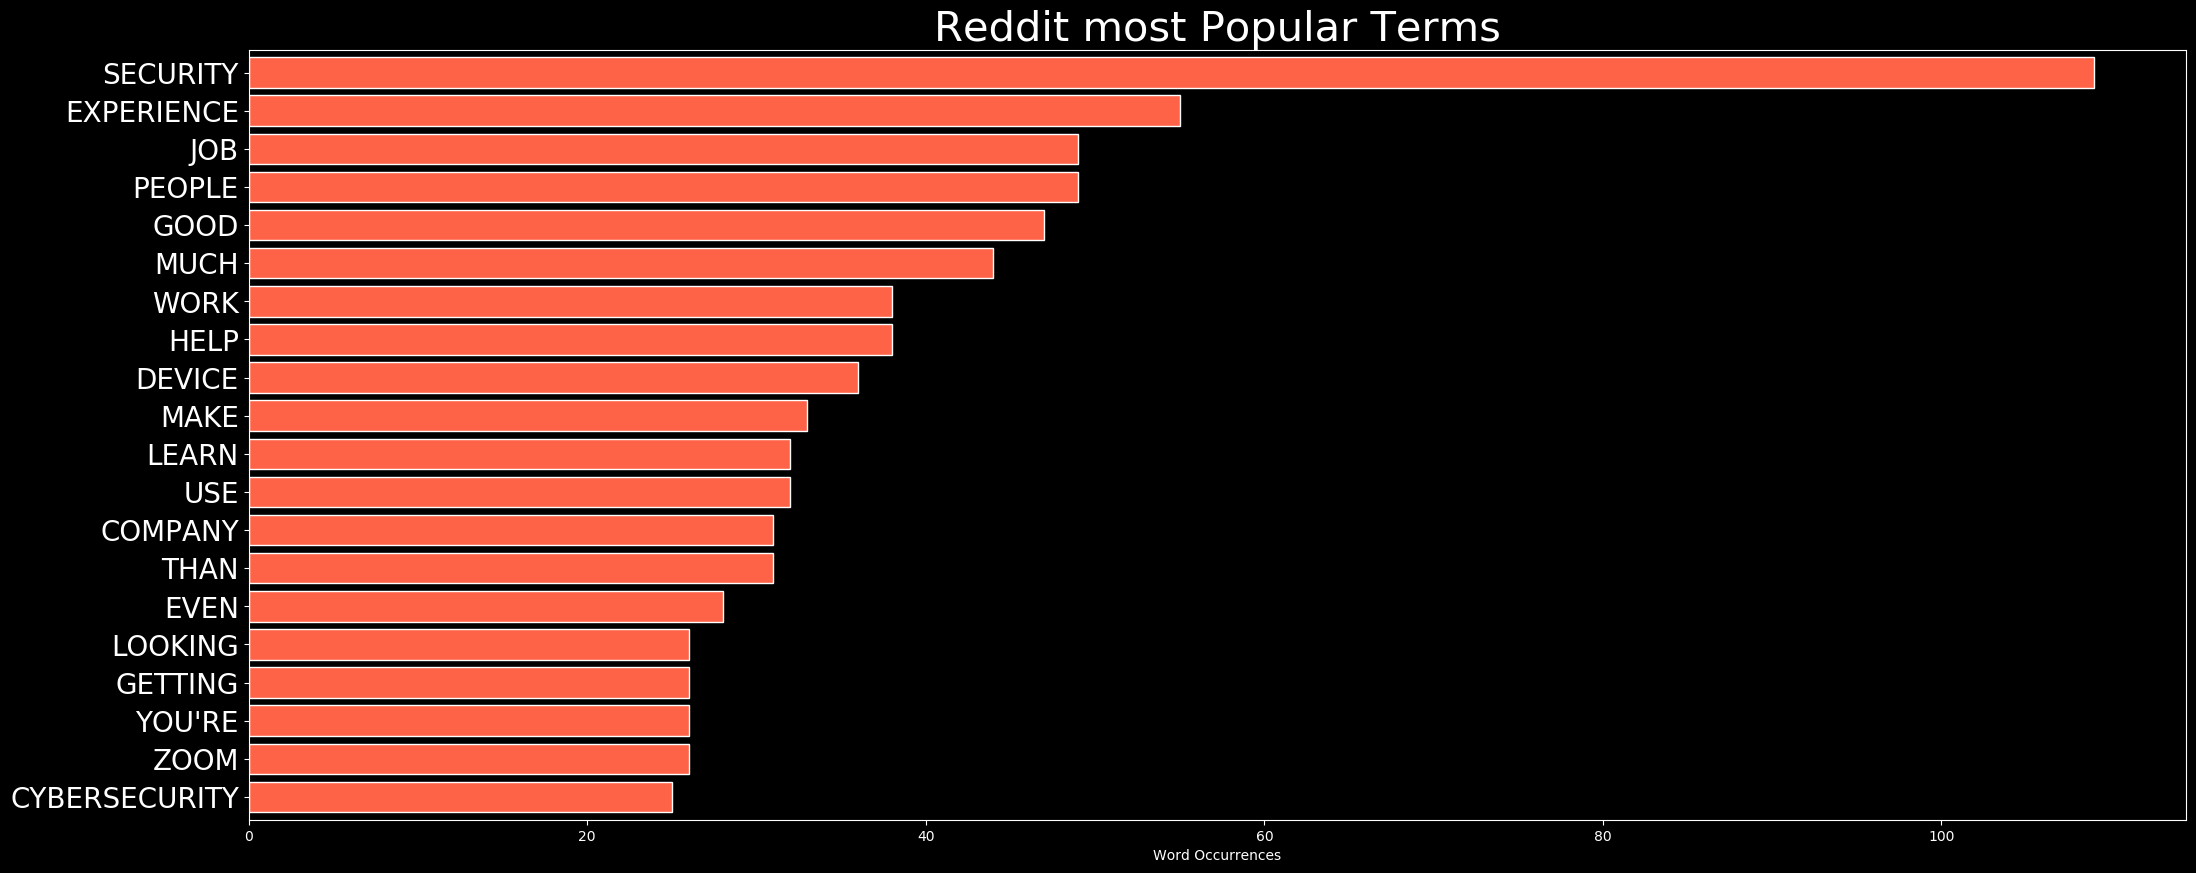 Reddit most Popular Terms
SECURITY
EXPERIENCE
JOB
PEOPLE
GOOD
MUCH
WORK
HELP
DEVICE
MAKE
LEARN
USE
COMPANY
THAN
EVEN
LOOKING
GETTING
YOU'RE
ZOOM
CYBERSECURITY
0 20 40 60 80 100
Word Occurrences